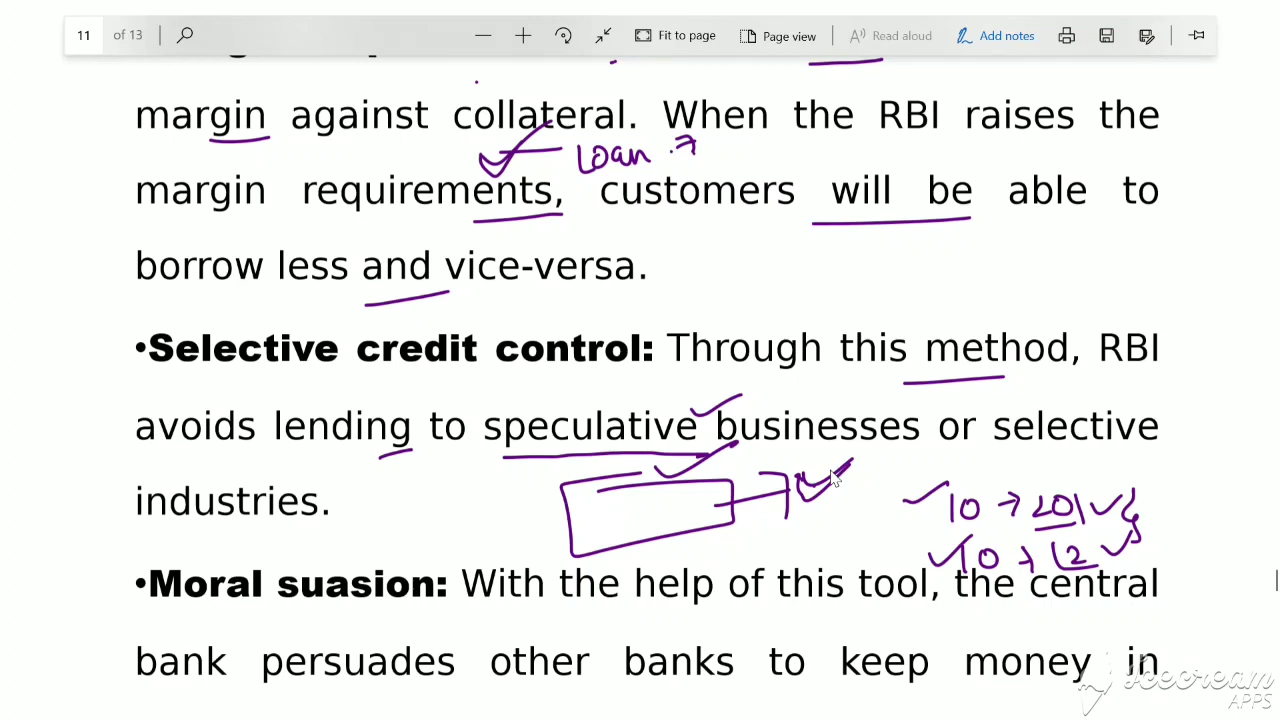 11 of 13 Fit to page Page view Read aloud Add notes
margin against collateral. When the RBI raises the
loan
margin requirements, customers will be able to
borrow less and vice-versa.
•Selective credit control: Through this method, RBI
avoids lending to speculative businesses or selective
industries.
10 → 20
10 → 12
•Moral suasion: With the help of this tool, the central
bank persuades other banks to keep money in
Icecream
APPS